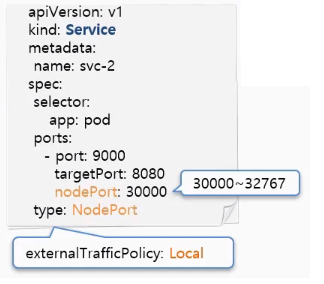 apiVersion: v1
kind: Service
metadata:
name: svc-2
spec:
selector:
app: pod
ports:
- port: 9000
targetPort: 8080
nodePort: 30000
30000~32767
type: NodePort
externalTrafficPolicy: Local